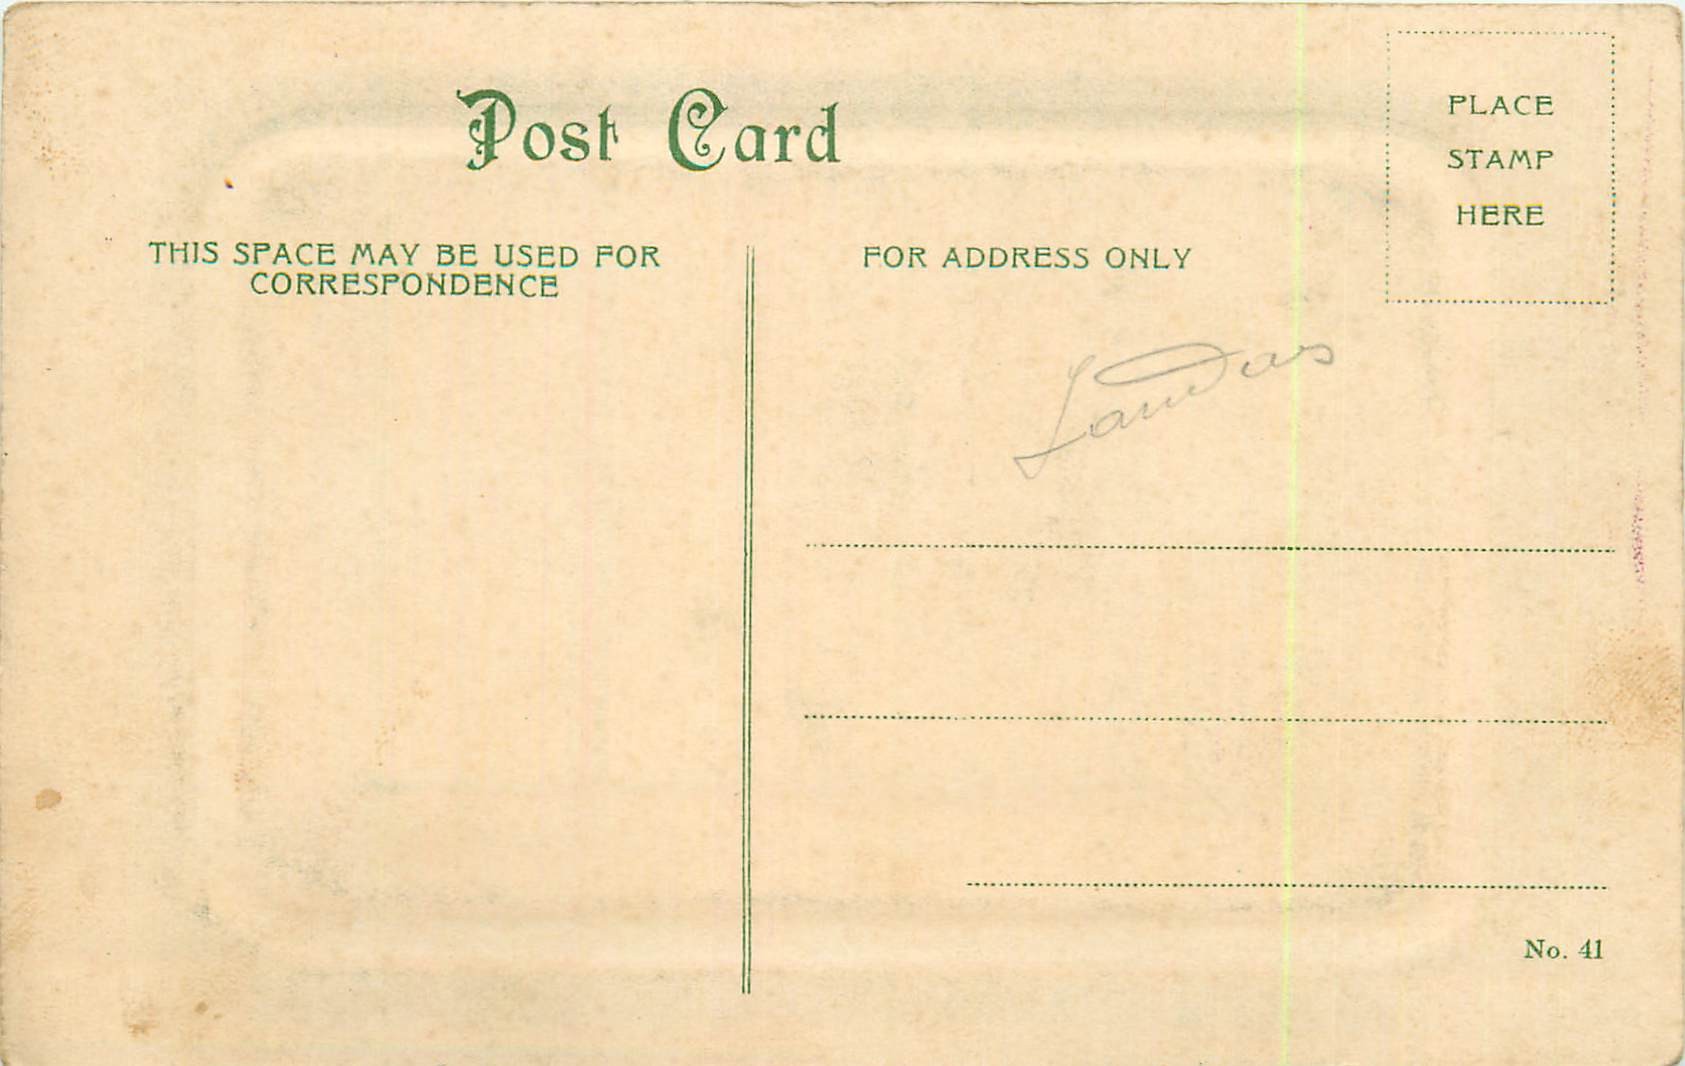 Post Card
PLACE
STAMP
HERE
THIS SPACE MAY BE USED FOR
CORRESPONDENCE
FOR ADDRESS ONLY
No. 41